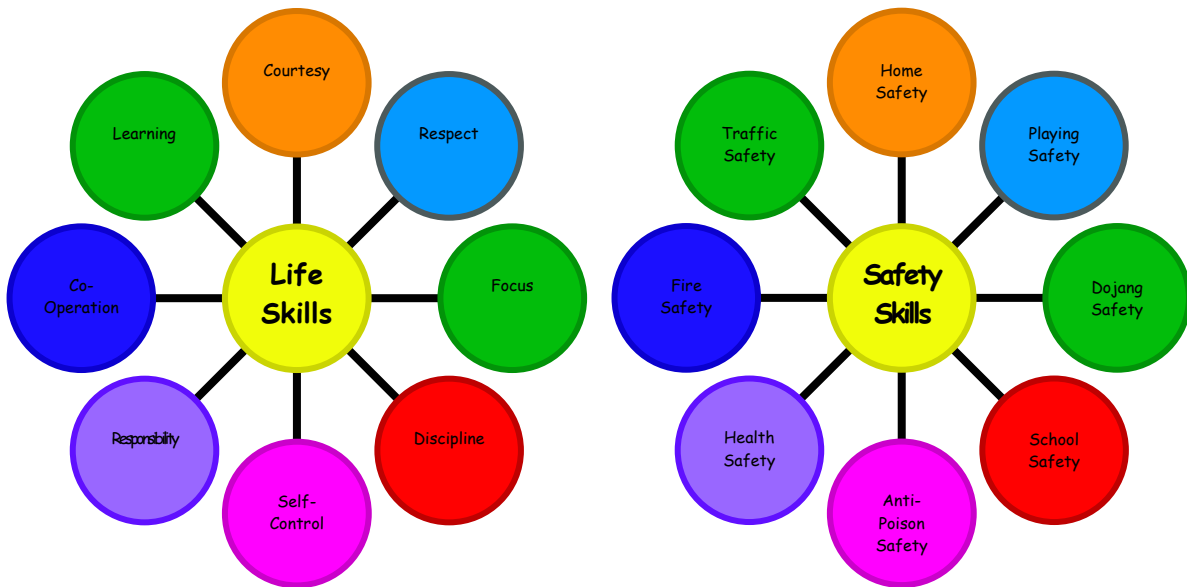 Life
Skills
Courtesy
Respect
Focus
Discipline
Self-
Control
Responsibility
Co-
Operation
Learning
Safety
Skills
Home
Safety
Playing
Safety
Dojang
Safety
School
Safety
Anti-
Poison
Safety
Health
Safety
Fire
Safety
Traffic
Safety